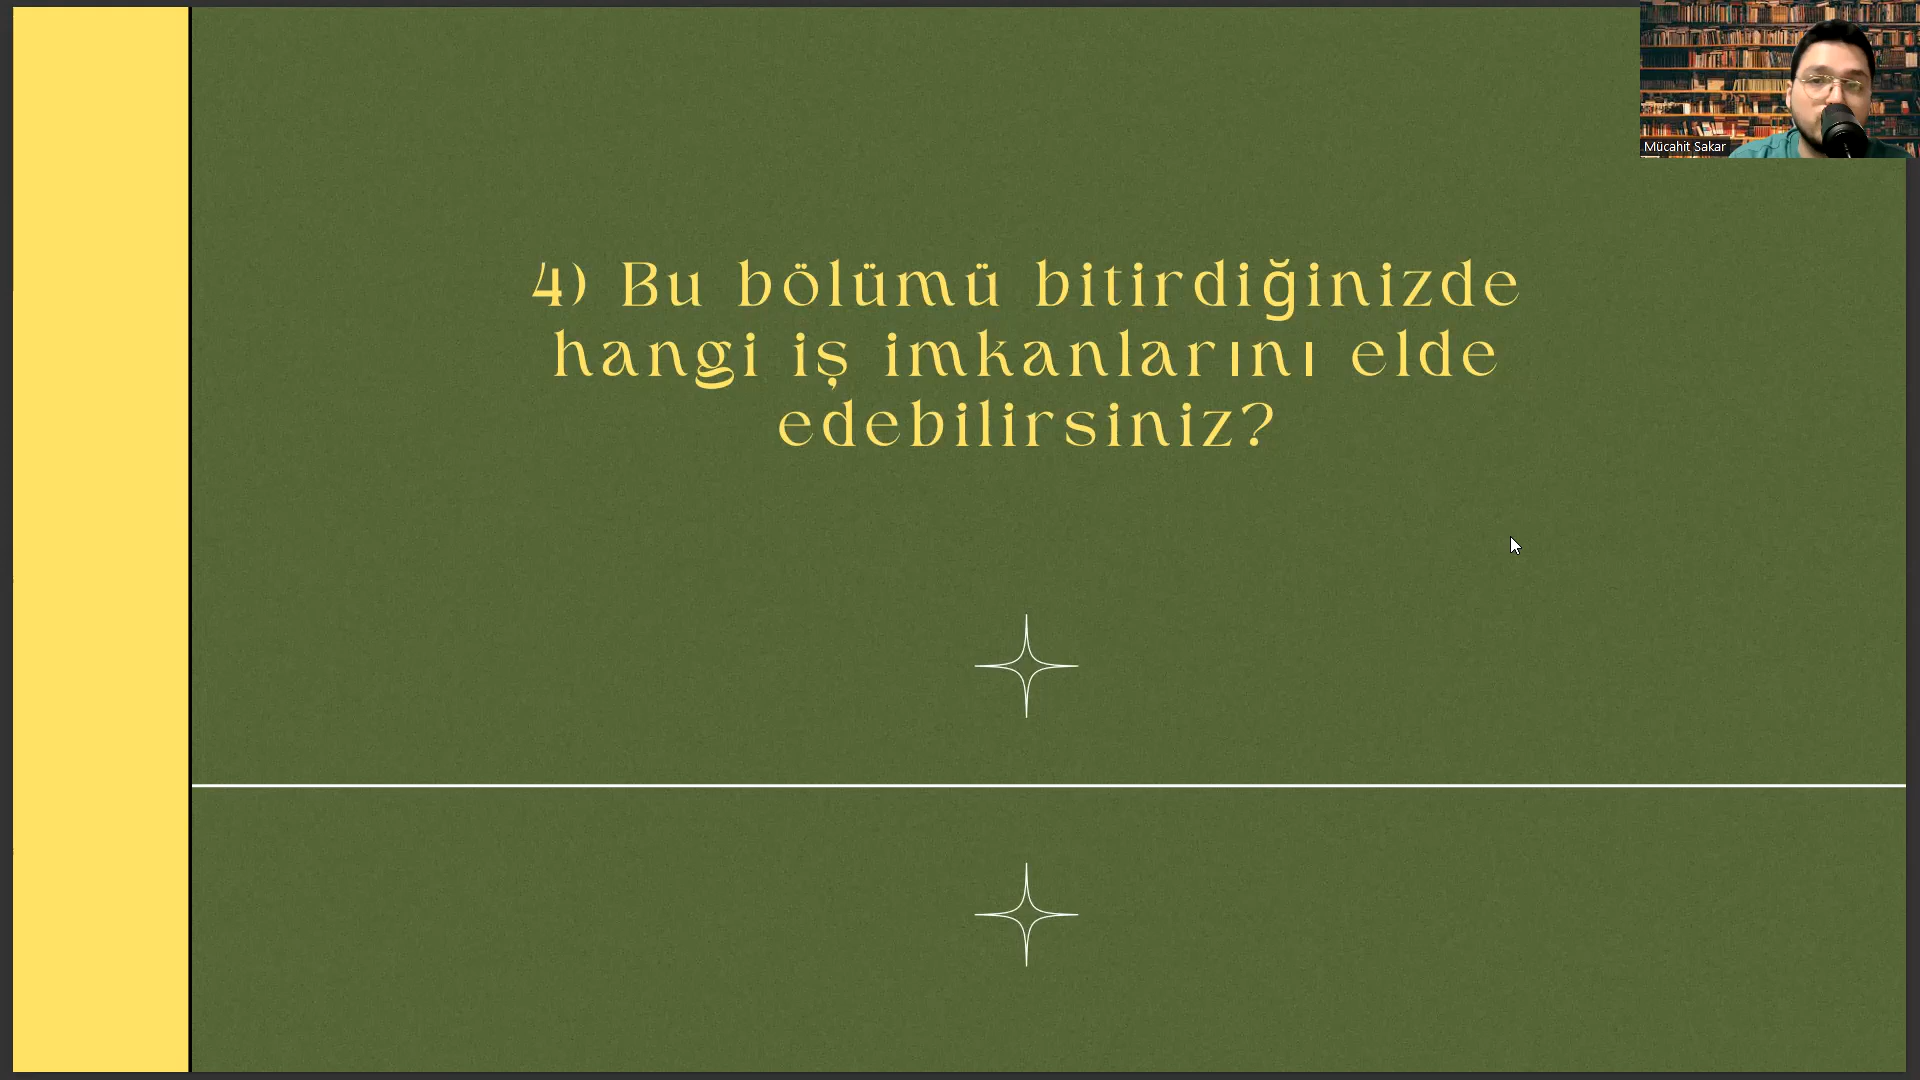 4) Bu bölümü bitirdiğinizde
hangi iş imkanlarını elde
edebilirsiniz?
Mücahit Sakar